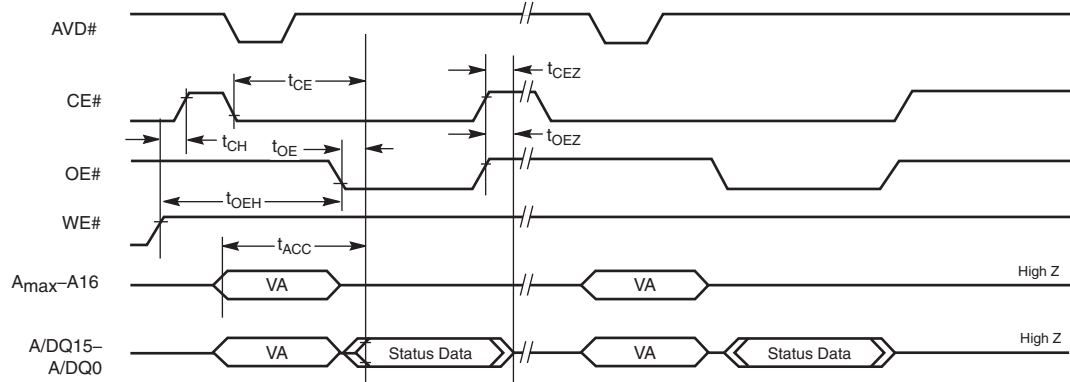 AVD#
t_CEZ
t_CE
CE#
t_CH
t_OE
t_OEZ
OE#
t_OEH
WE#
t_ACC
A_max–A16
VA
VA
High Z
A/DQ15–
A/DQ0
VA
Status Data
VA
Status Data
High Z